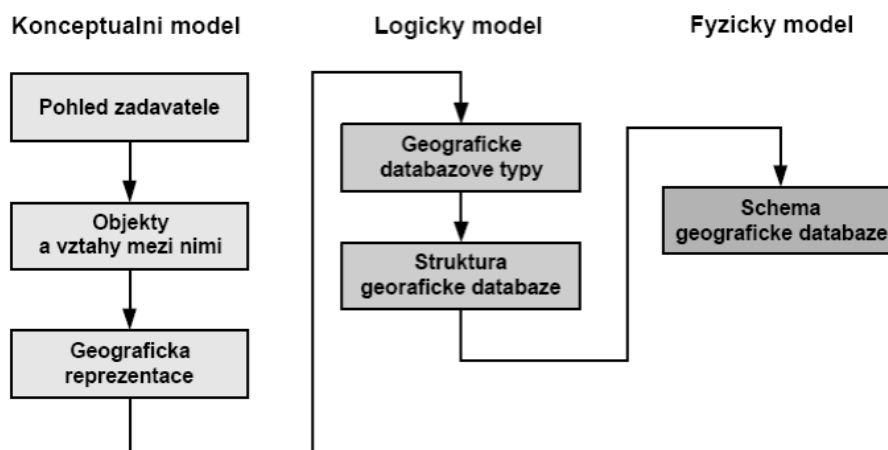 Konceptualni model
Pohled zadavatele
Objekty
a vztahy mezi nimi
Geograficka
reprezentace
Logicky model
Geograficke
databazove typy
Struktura
georaficke databaze
Fyzicky model
Schema
geograficke databaze